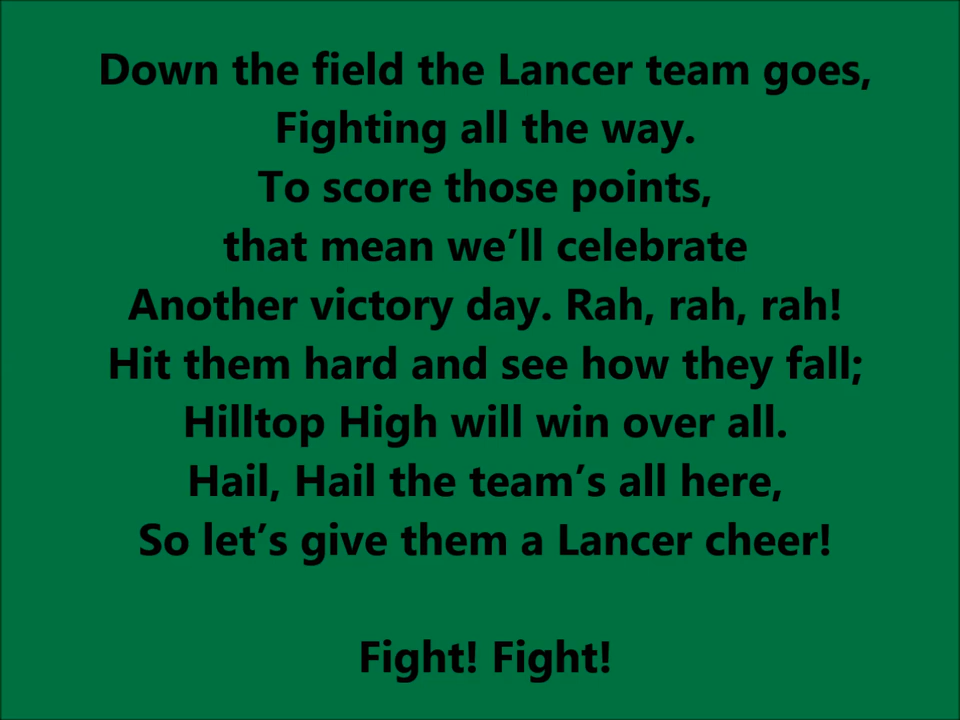 Down the field the Lancer team goes,
Fighting all the way.
To score those points,
that mean we’ll celebrate
Another victory day. Rah, rah, rah!
Hit them hard and see how they fall;
Hilltop High will win over all.
Hail, Hail the team’s all here,
So let’s give them a Lancer cheer!
Fight! Fight!